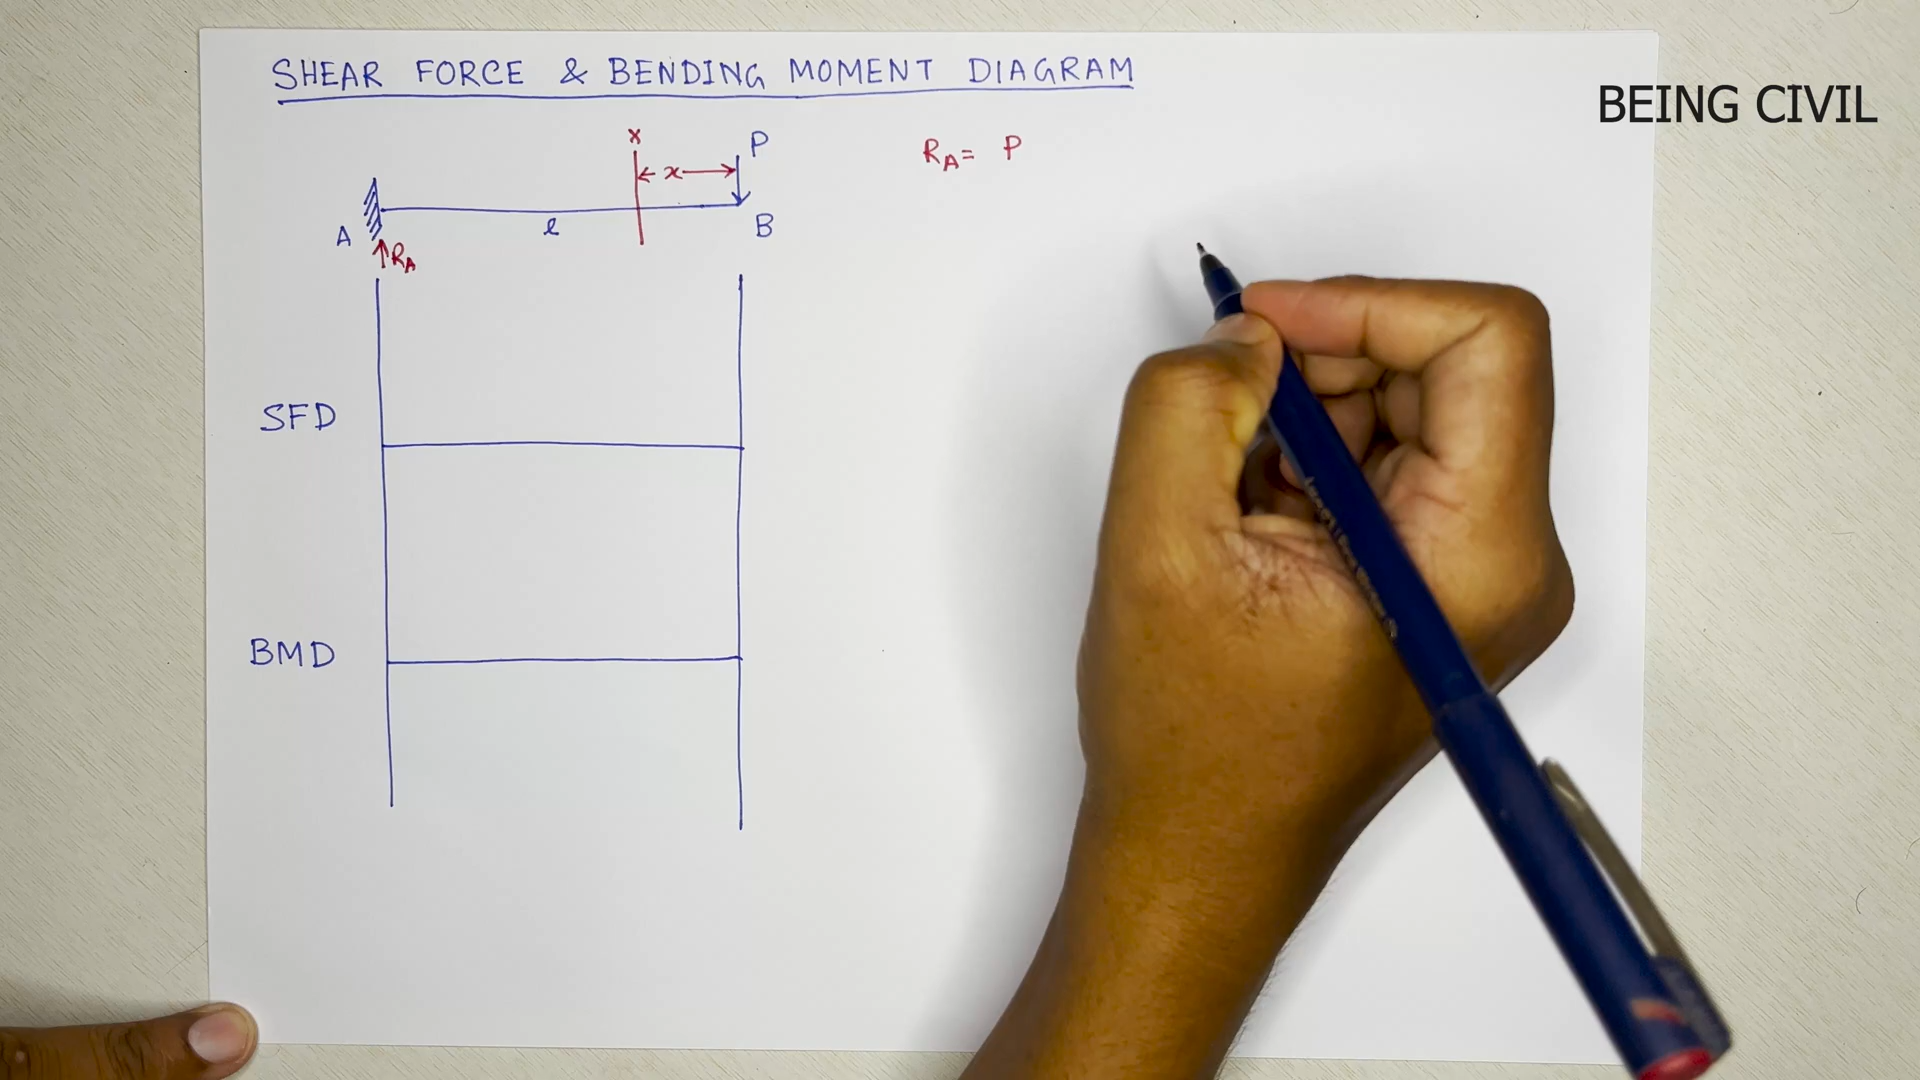 SHEAR FORCE & BENDING MOMENT DIAGRAM
BEING CIVIL
x
P
R_A = P
x
l
A
B
R_A
SFD
BMD